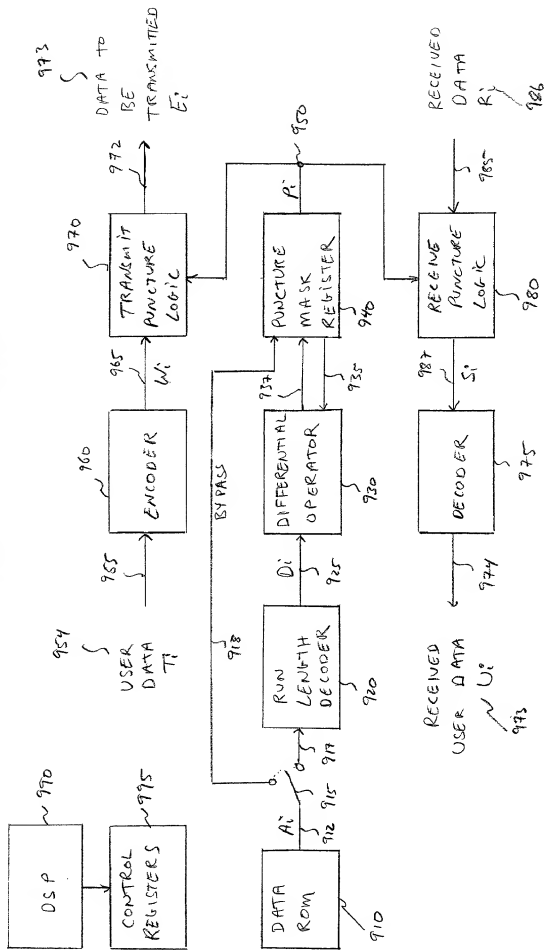 990
DSP
995
CONTROL
REGISTERS
954
USER
DATA
Ti
955
960
ENCODER
965
Wi
970
TRANSMIT
PUNCTURE
LOGIC
972
973
DATA TO
BE
TRANSMITTED
Ei
BYPASS
918
DATA
ROM
910
Ai
912
915
917
RUN
LENGTH
DECODER
920
Di
925
DIFFERENTIAL
OPERATOR
930
937
935
PUNCTURE
MASK
REGISTER
940
Pi
950
RECEIVED
USER DATA Ui
973
974
DECODER
975
987
Si
RECEIVE
PUNCTURE
LOGIC
980
985
RECEIVED
DATA
Ri
986